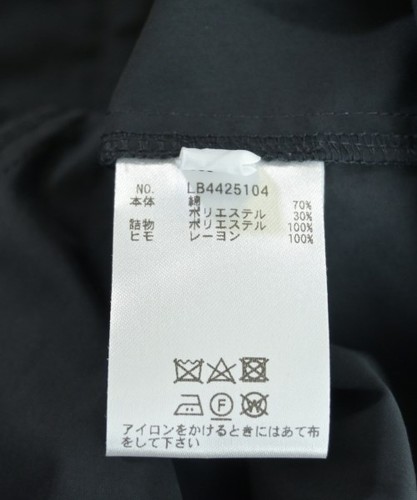 NO. LB4425104
本体 綿 70%
ポリエステル 30%
詰物 ポリエステル 100%
ヒモ レーヨン 100%
アイロンをかけるときにはあて布
をして下さい